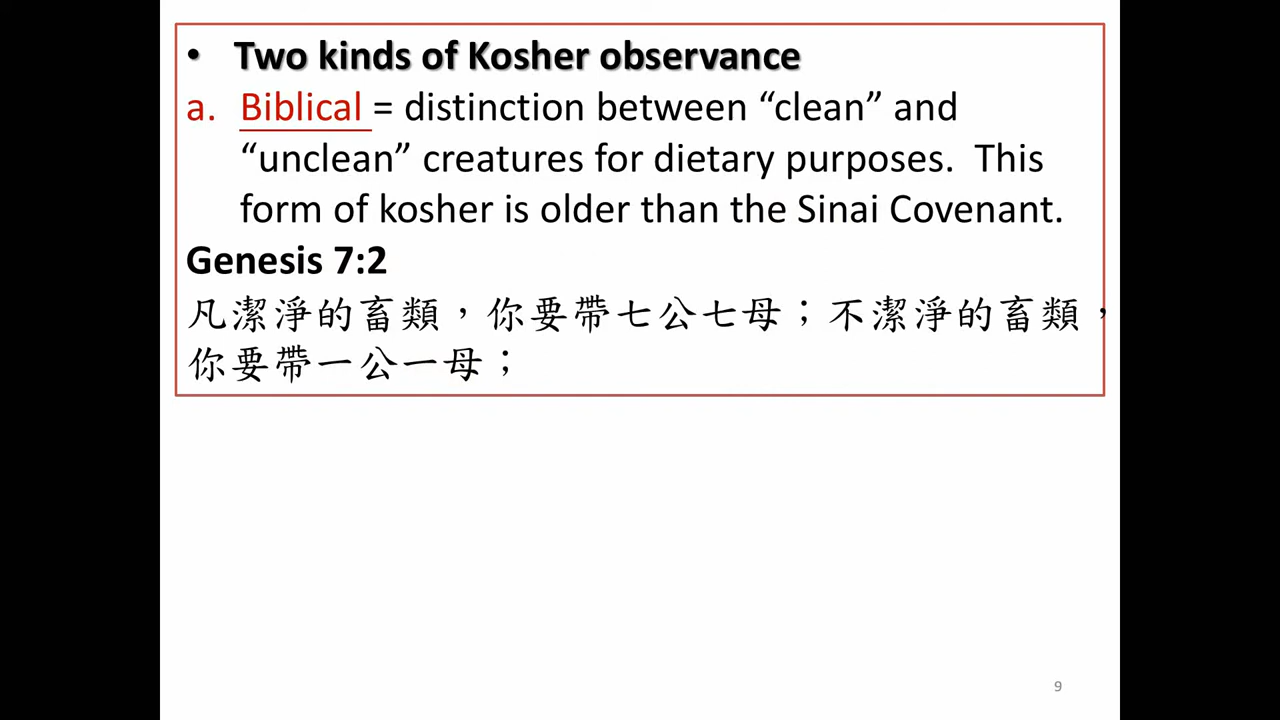 • Two kinds of Kosher observance
a. Biblical = distinction between “clean” and
“unclean” creatures for dietary purposes.  This
form of kosher is older than the Sinai Covenant.
Genesis 7:2
凡潔淨的畜類，你要帶七公七母；不潔淨的畜類，
你要帶一公一母；
9